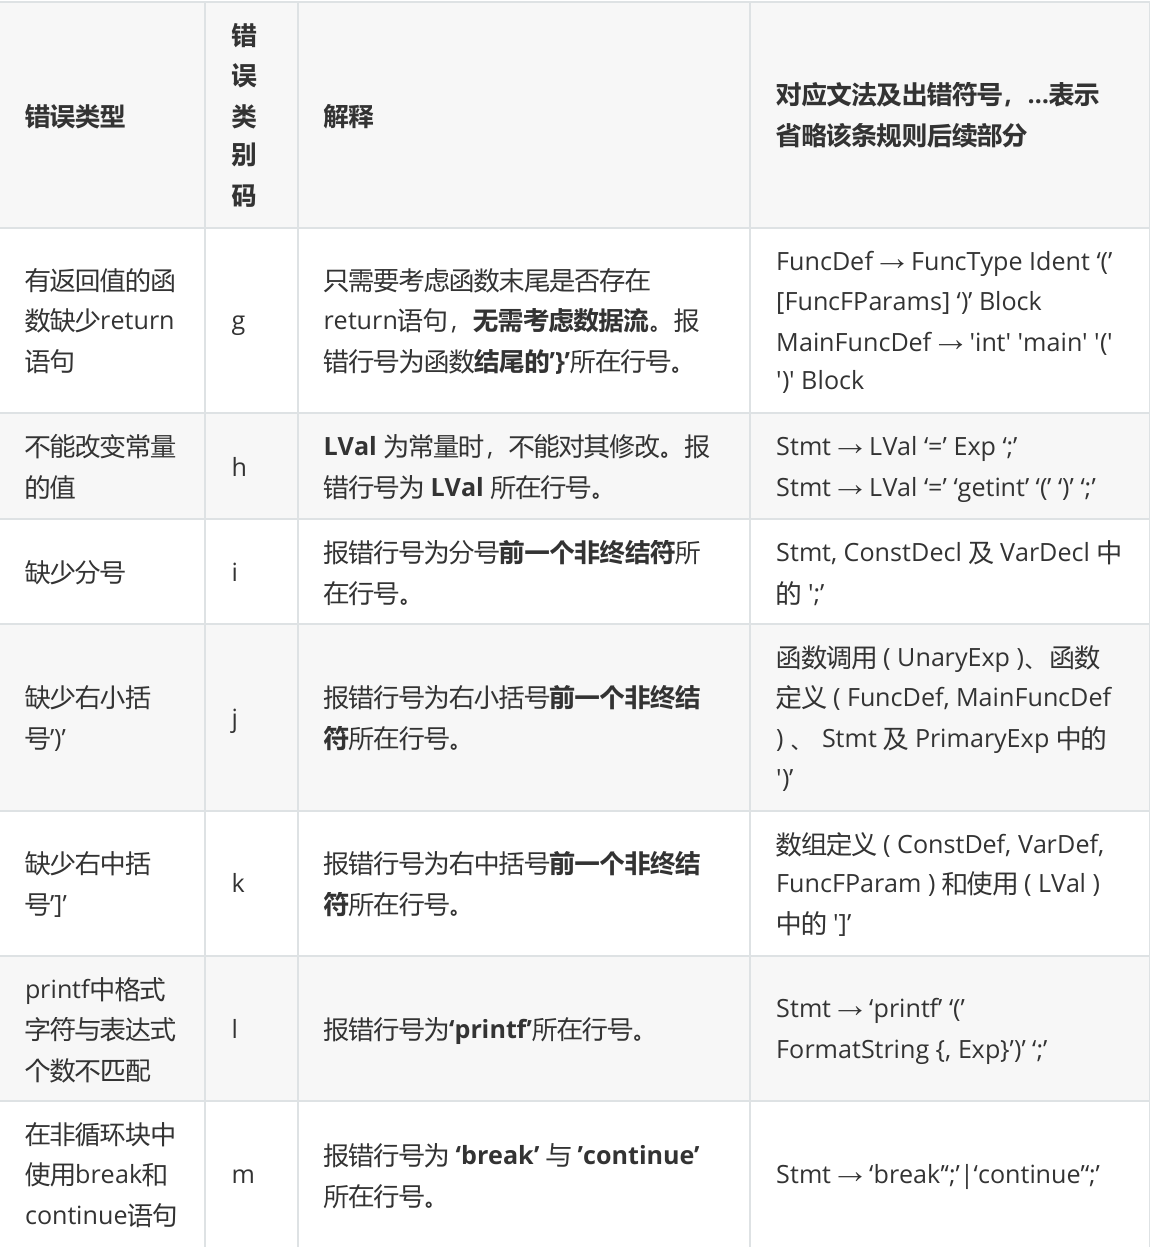 错误类型
错
误
类
别
码
解释
对应文法及出错符号，...表示
省略该条规则后续部分
有返回值的函
数缺少return
语句
g
只需要考虑函数末尾是否存在
return语句，无需考虑数据流。报
错行号为函数结尾的’}’所在行号。
FuncDef → FuncType Ident ‘(’
[FuncFParams] ‘)’ Block
MainFuncDef → 'int' 'main' '('
')' Block
不能改变常量
的值
h
LVal 为常量时，不能对其修改。报
错行号为 LVal 所在行号。
Stmt → LVal ‘=’ Exp ‘;’
Stmt → LVal ‘=’ ‘getint’ ‘(’ ‘)’ ‘;’
缺少分号
i
报错行号为分号前一个非终结符所
在行号。
Stmt, ConstDecl 及 VarDecl 中
的 ';’
缺少右小括
号’)’
j
报错行号为右小括号前一个非终结
符所在行号。
函数调用 ( UnaryExp )、函数
定义 ( FuncDef, MainFuncDef
) 、 Stmt 及 PrimaryExp 中的
')’
缺少右中括
号’]’
k
报错行号为右中括号前一个非终结
符所在行号。
数组定义 ( ConstDef, VarDef,
FuncFParam ) 和使用 ( LVal )
中的 ']’
printf中格式
字符与表达式
个数不匹配
l
报错行号为‘printf’所在行号。
Stmt → ‘printf’ ‘(’
FormatString {, Exp}’)’ ‘;’
在非循环块中
使用break和
continue语句
m
报错行号为 ‘break’ 与 ’continue’
所在行号。
Stmt → ‘break’‘;’|‘continue’‘;’